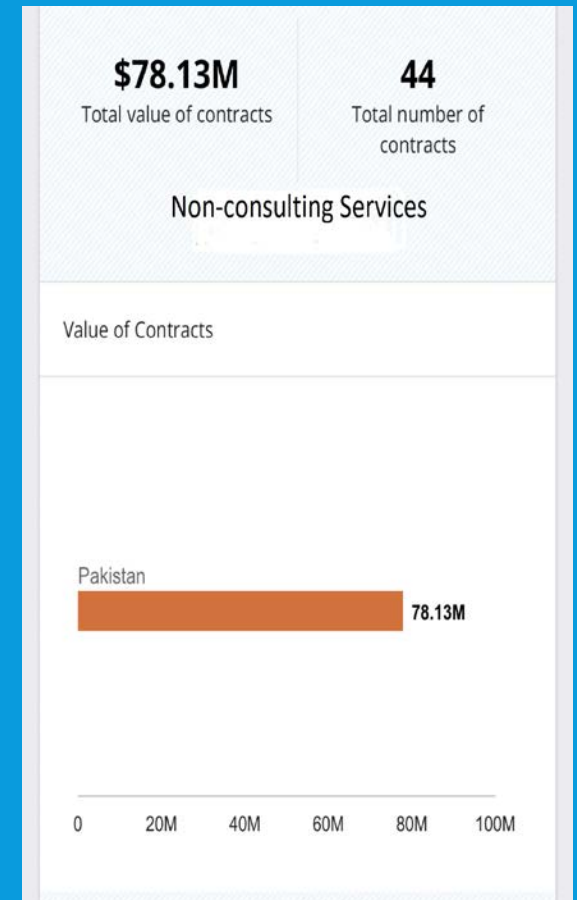 $78.13M
Total value of contracts
44
Total number of
contracts
Non-consulting Services
Value of Contracts
Pakistan
78.13M
0 20M 40M 60M 80M 100M